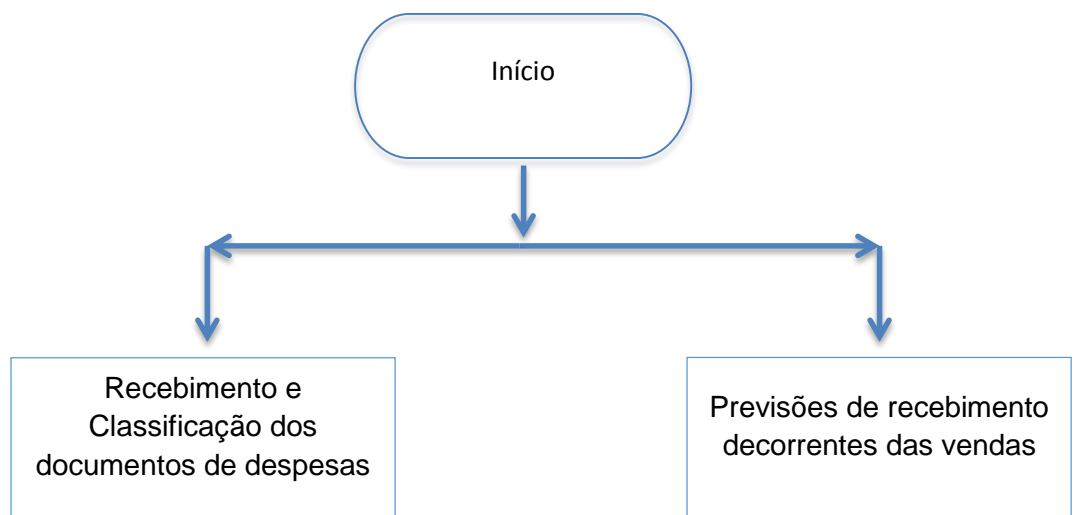 Início
Recebimento e
Classificação dos
documentos de despesas
Previsões de recebimento
decorrentes das vendas